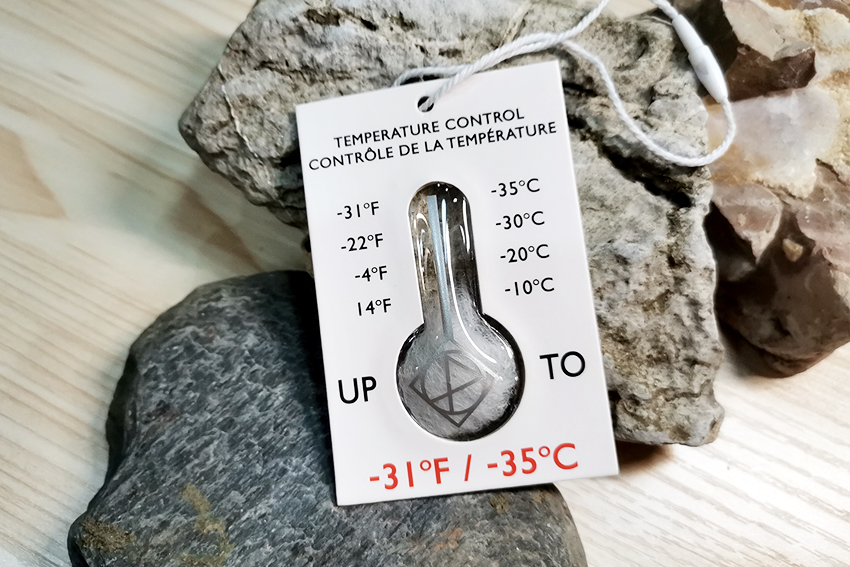 TEMPERATURE CONTROL
CONTRÔLE DE LA TEMPÉRATURE
-31°F -35°C
-22°F -30°C
-4°F -20°C
14°F -10°C
UP TO
-31°F / -35°C